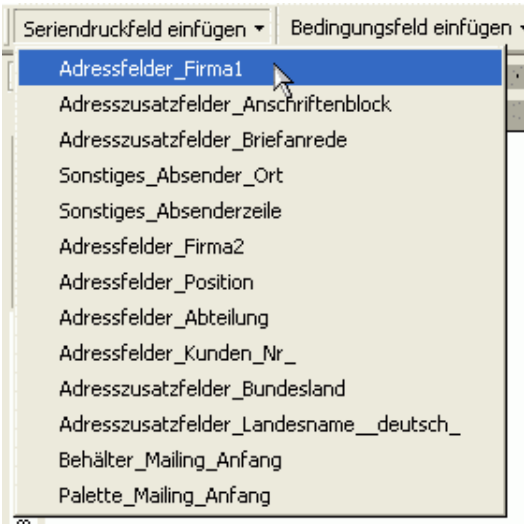 Seriendruckfeld einfügen Bedingungsfeld einfügen
Adressfelder_Firma1
Adresszusatzfelder_Anschriftenblock
Adresszusatzfelder_Briefanrede
Sonstiges_Absender_Ort
Sonstiges_Absenderzeile
Adressfelder_Firma2
Adressfelder_Position
Adressfelder_Abteilung
Adressfelder_Kunden_Nr_
Adresszusatzfelder_Bundesland
Adresszusatzfelder_Landesname__deutsch_
Behälter_Mailing_Anfang
Palette_Mailing_Anfang